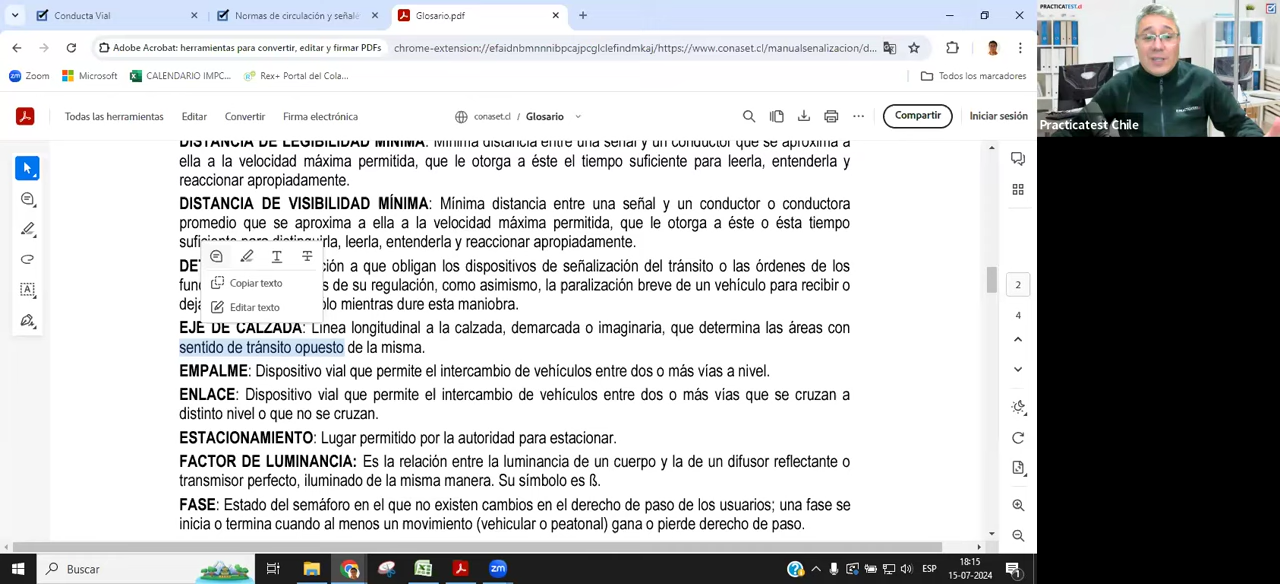 Conducta Vial
Normas de circulación y señale
Glosario.pdf
Adobe Acrobat: herramientas para convertir, editar y firmar PDFs
chrome-extension://efaidnbmnnnibpcajpcglclefindmkaj/https://www.conaset.cl/manualsenalizacion/d...
Zoom
Microsoft
CALENDARIO IMPC...
Rex+ Portal del Cola...
Todos los marcadores
Todas las herramientas
Editar
Convertir
Firma electrónica
Glosario
Compartir
Iniciar sesión
DISTANCIA DE LEGIBILIDAD MÍNIMA: Mínima distancia entre una señal y un conductor que se aproxima a
ella a la velocidad máxima permitida, que le otorga a éste el tiempo suficiente para leerla, entenderla y
reaccionar apropiadamente.
DISTANCIA DE VISIBILIDAD MÍNIMA: Mínima distancia entre una señal y un conductor o conductora
promedio que se aproxima a ella a la velocidad máxima permitida, que le otorga a éste o ésta tiempo
suficiente para distinguirla, leerla, entenderla y reaccionar apropiadamente.
DE ción a que obligan los dispositivos de señalización del tránsito o las órdenes de los
fun de su regulación, como asimismo, la paralización breve de un vehículo para recibir o
deja lo mientras dure esta maniobra.
Copiar texto
Editar texto
EJE DE CALZADA: Línea longitudinal a la calzada, demarcada o imaginaria, que determina las áreas con
sentido de tránsito opuesto de la misma.
EMPALME: Dispositivo vial que permite el intercambio de vehículos entre dos o más vías a nivel.
ENLACE: Dispositivo vial que permite el intercambio de vehículos entre dos o más vías que se cruzan a
distinto nivel o que no se cruzan.
ESTACIONAMIENTO: Lugar permitido por la autoridad para estacionar.
FACTOR DE LUMINANCIA: Es la relación entre la luminancia de un cuerpo y la de un difusor reflectante o
transmisor perfecto, iluminado de la misma manera. Su símbolo es ß.
FASE: Estado del semáforo en el que no existen cambios en el derecho de paso de los usuarios; una fase se
inicia o termina cuando al menos un movimiento (vehicular o peatonal) gana o pierde derecho de paso.
2
4
Buscar
ESP
18:15
15-07-2024
PRACTICATEST.cl
Practicatest Chile